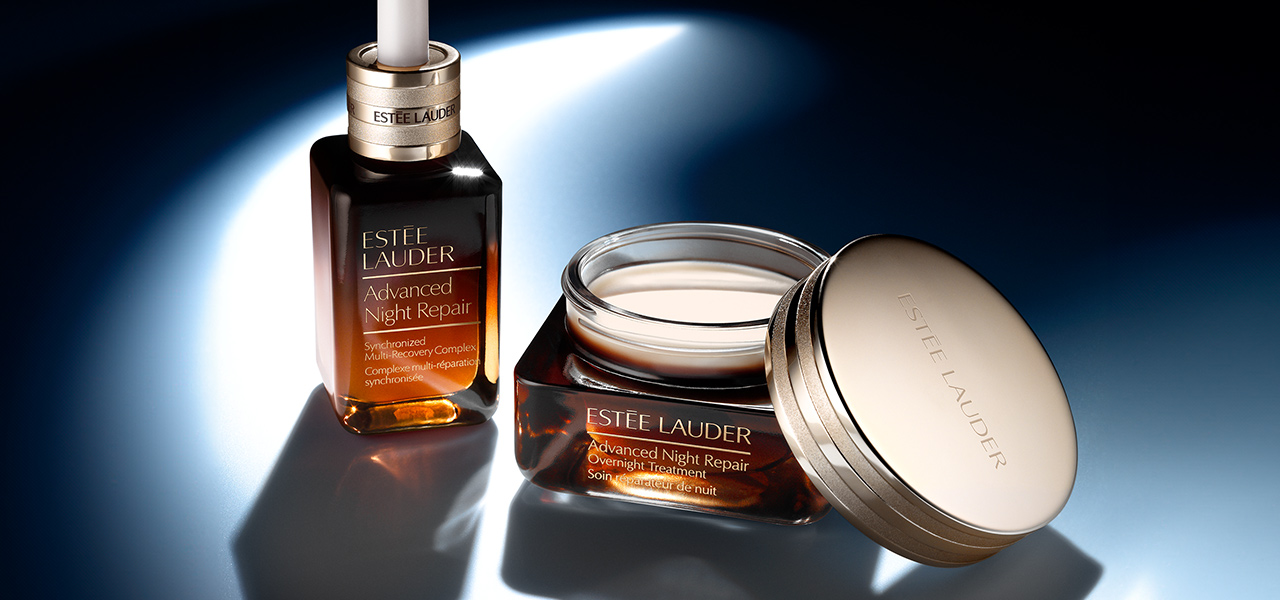 ESTĒE LAUDER
ESTĒE
LAUDER
Advanced
Night Repair
Synchronized
Multi-Recovery Complex
Complexe multi-réparation
synchronisée
ESTĒE LAUDER
Advanced Night Repair
Overnight Treatment
Soin réparateur de nuit
ESTĒE LAUDER